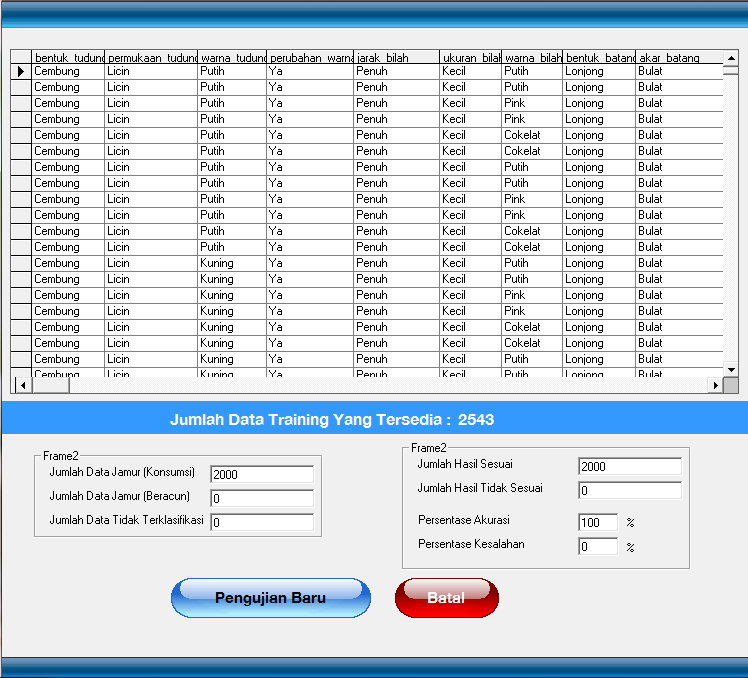 bentuk_tudung permukaan_tudung warna_tudung perubahan_warna jarak_bilah ukuran_bilah warna_bilah bentuk_batang akar_batang
Cembung Licin Putih Ya Penuh Kecil Putih Lonjong Bulat
Cembung Licin Putih Ya Penuh Kecil Putih Lonjong Bulat
Cembung Licin Putih Ya Penuh Kecil Pink Lonjong Bulat
Cembung Licin Putih Ya Penuh Kecil Pink Lonjong Bulat
Cembung Licin Putih Ya Penuh Kecil Cokelat Lonjong Bulat
Cembung Licin Putih Ya Penuh Kecil Cokelat Lonjong Bulat
Cembung Licin Putih Ya Penuh Kecil Putih Lonjong Bulat
Cembung Licin Putih Ya Penuh Kecil Putih Lonjong Bulat
Cembung Licin Putih Ya Penuh Kecil Pink Lonjong Bulat
Cembung Licin Putih Ya Penuh Kecil Pink Lonjong Bulat
Cembung Licin Putih Ya Penuh Kecil Cokelat Lonjong Bulat
Cembung Licin Putih Ya Penuh Kecil Cokelat Lonjong Bulat
Cembung Licin Kuning Ya Penuh Kecil Putih Lonjong Bulat
Cembung Licin Kuning Ya Penuh Kecil Putih Lonjong Bulat
Cembung Licin Kuning Ya Penuh Kecil Pink Lonjong Bulat
Cembung Licin Kuning Ya Penuh Kecil Pink Lonjong Bulat
Cembung Licin Kuning Ya Penuh Kecil Cokelat Lonjong Bulat
Cembung Licin Kuning Ya Penuh Kecil Cokelat Lonjong Bulat
Cembung Licin Kuning Ya Penuh Kecil Putih Lonjong Bulat
Cembung Licin Kuning Ya Penuh Kecil Putih Lonjong Bulat
Jumlah Data Training Yang Tersedia : 2543
Frame2
Jumlah Data Jamur (Konsumsi) 2000
Jumlah Data Jamur (Beracun) 0
Jumlah Data Tidak Terklasifikasi 0
Frame2
Jumlah Hasil Sesuai 2000
Jumlah Hasil Tidak Sesuai 0
Persentase Akurasi 100 %
Persentase Kesalahan 0 %
Pengujian Baru
Batal